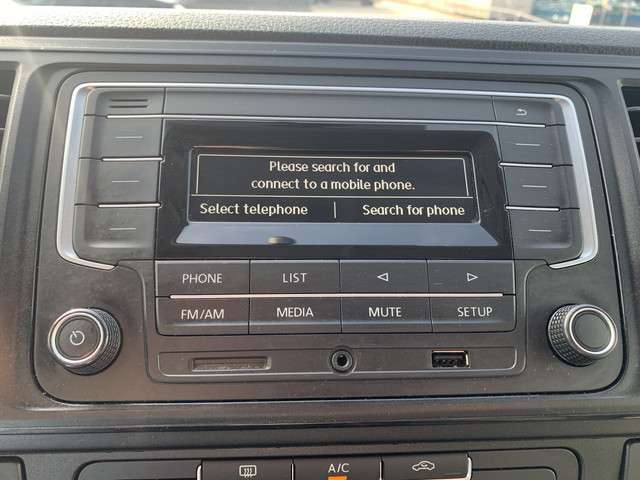 Please search for and
connect to a mobile phone.
Select telephone | Search for phone
PHONE LIST
FM/AM MEDIA MUTE SETUP
A/C